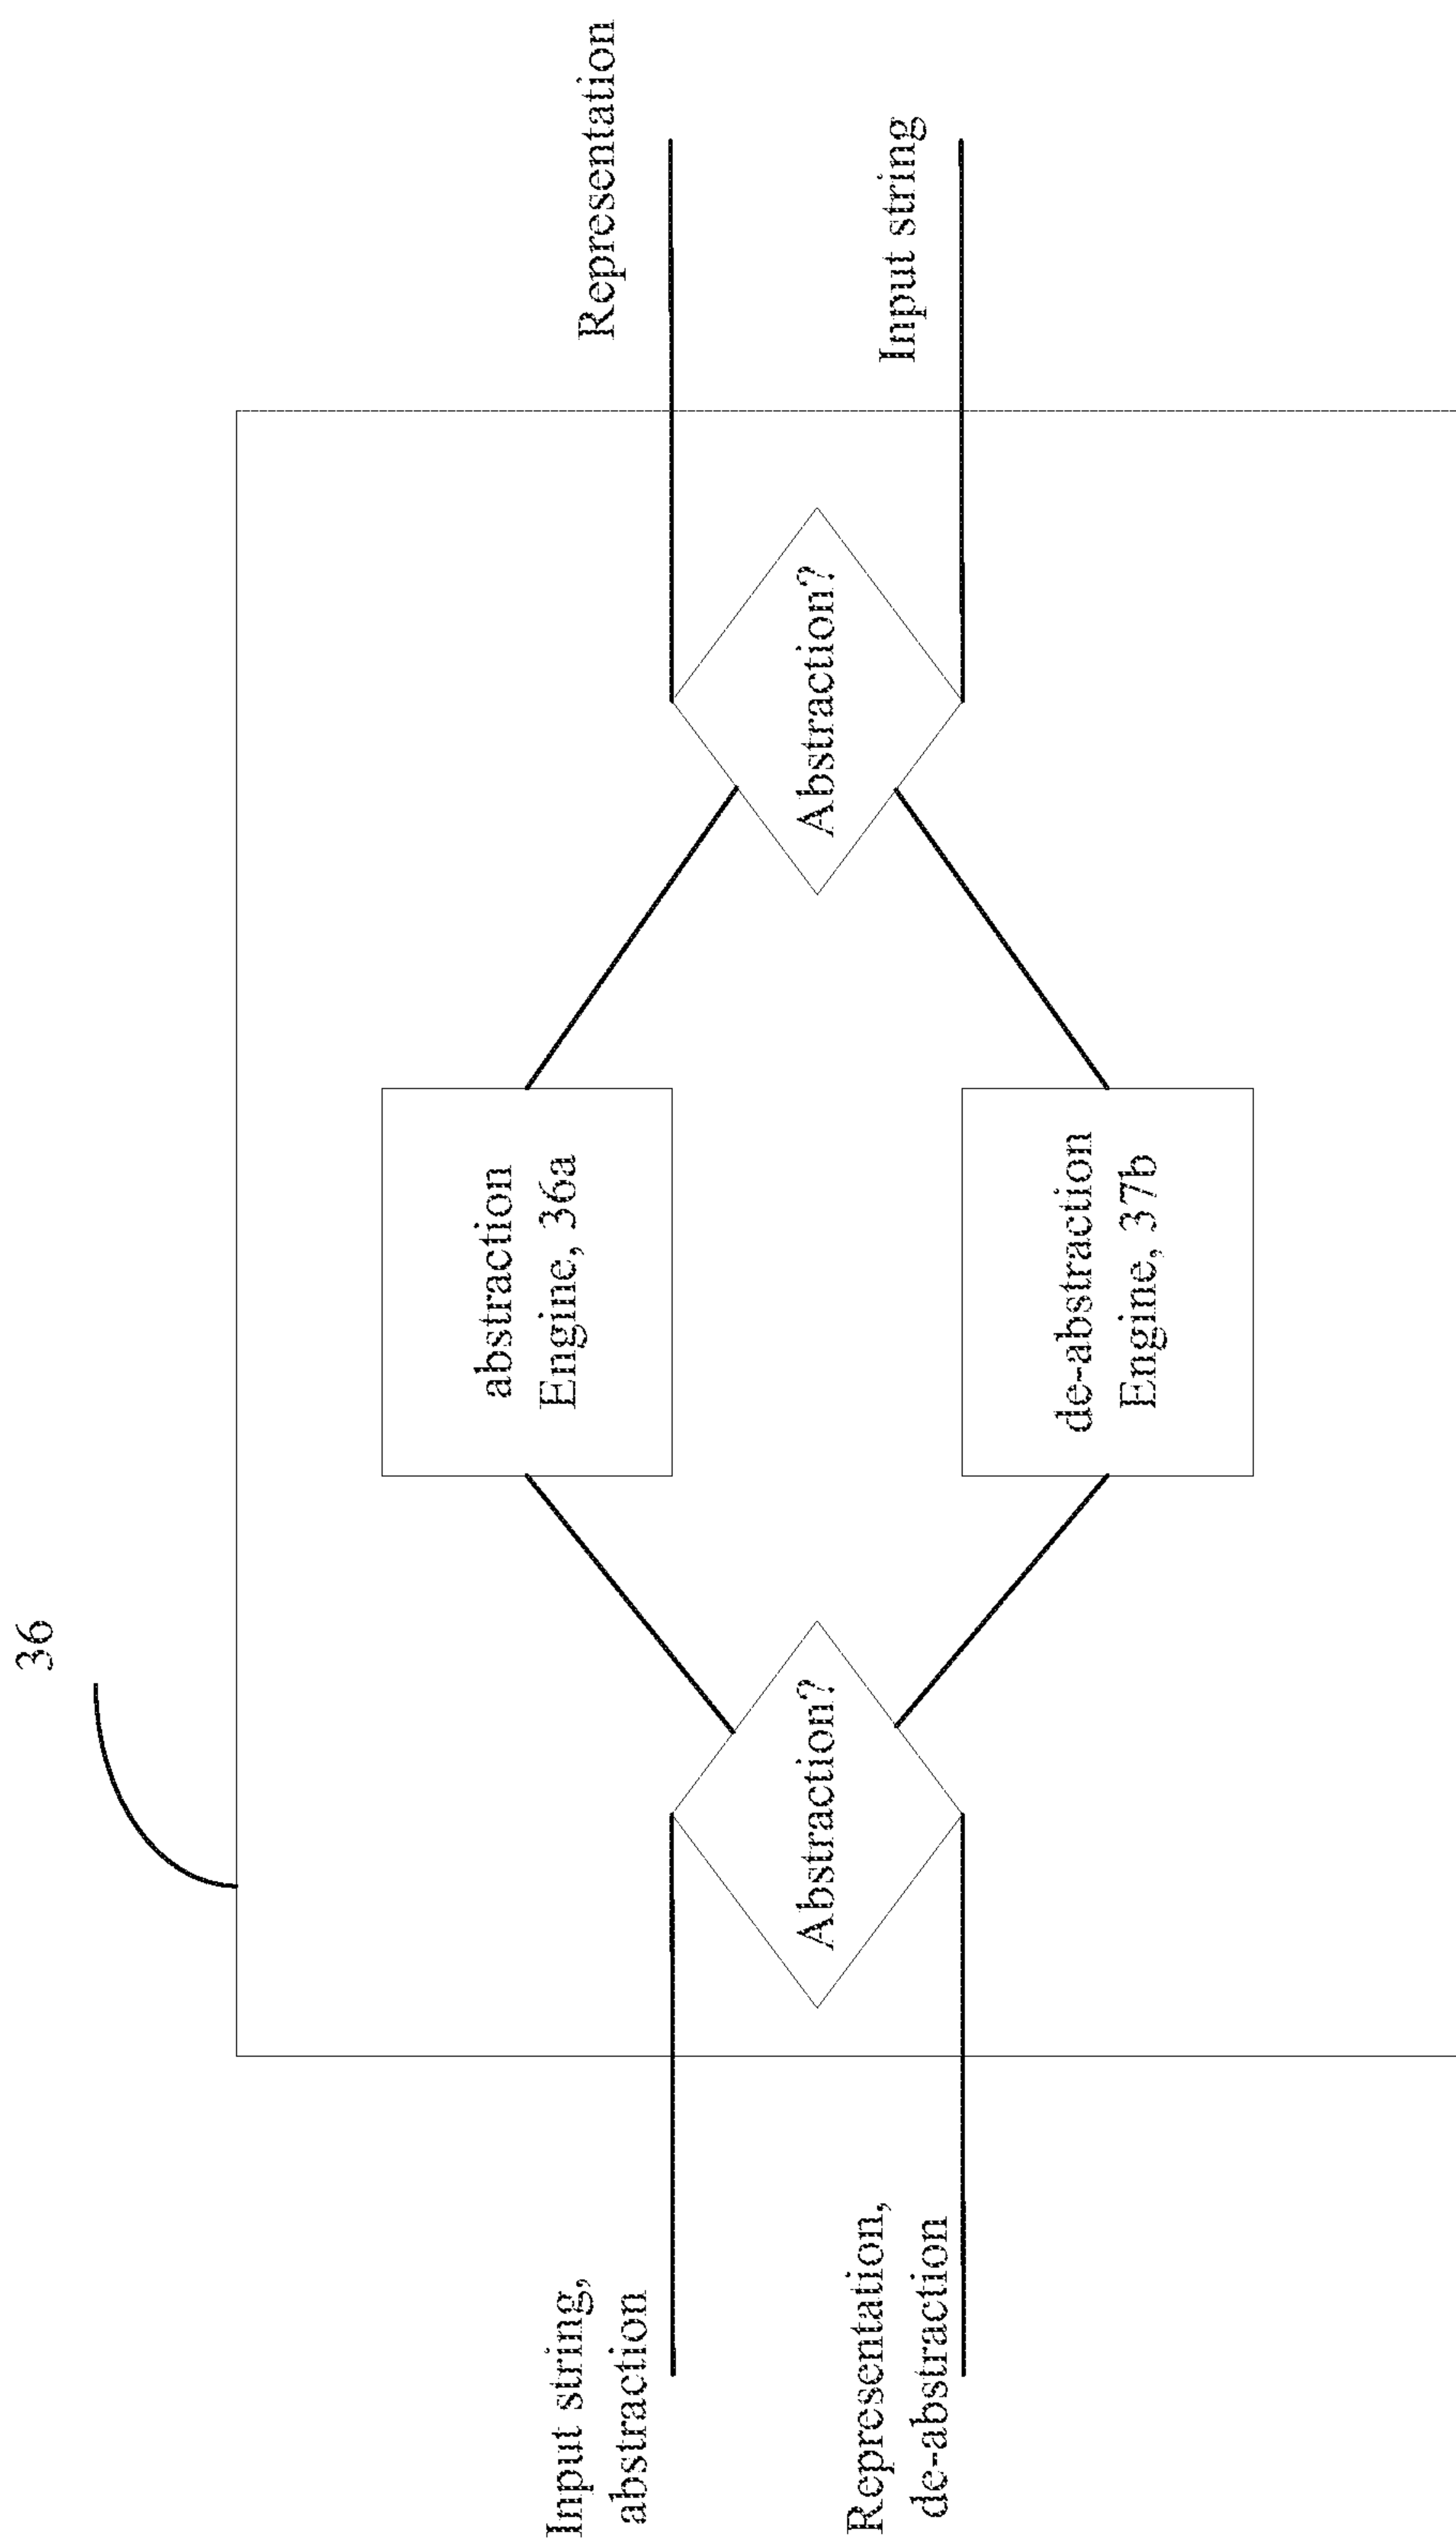 36
Input string,
abstraction
Representation,
de-abstraction
Abstraction?
abstraction
Engine, 36a
de-abstraction
Engine, 37b
Abstraction?
Representation
Input string